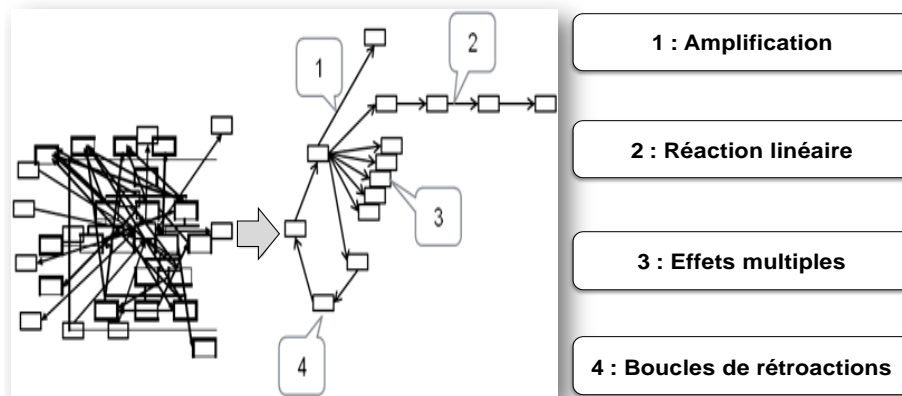 1
2
3
4
1 : Amplification
2 : Réaction linéaire
3 : Effets multiples
4 : Boucles de rétroactions